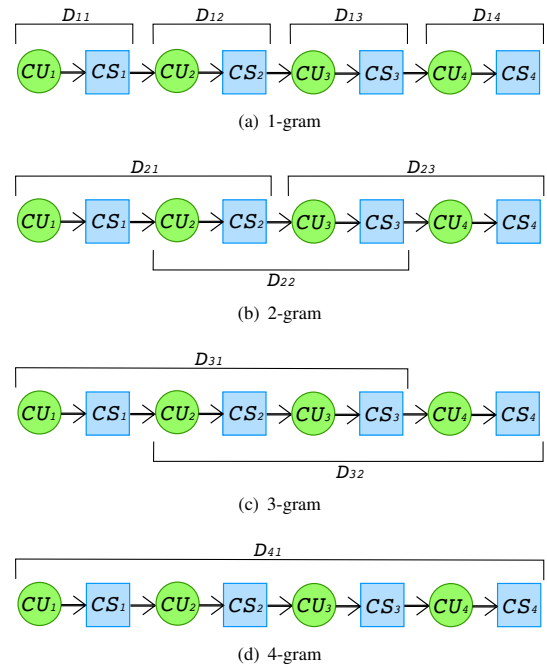 D11 D12 D13 D14
CU1 CS1 CU2 CS2 CU3 CS3 CU4 CS4
(a) 1-gram
D21 D23
CU1 CS1 CU2 CS2 CU3 CS3 CU4 CS4
D22
(b) 2-gram
D31
CU1 CS1 CU2 CS2 CU3 CS3 CU4 CS4
D32
(c) 3-gram
D41
CU1 CS1 CU2 CS2 CU3 CS3 CU4 CS4
(d) 4-gram